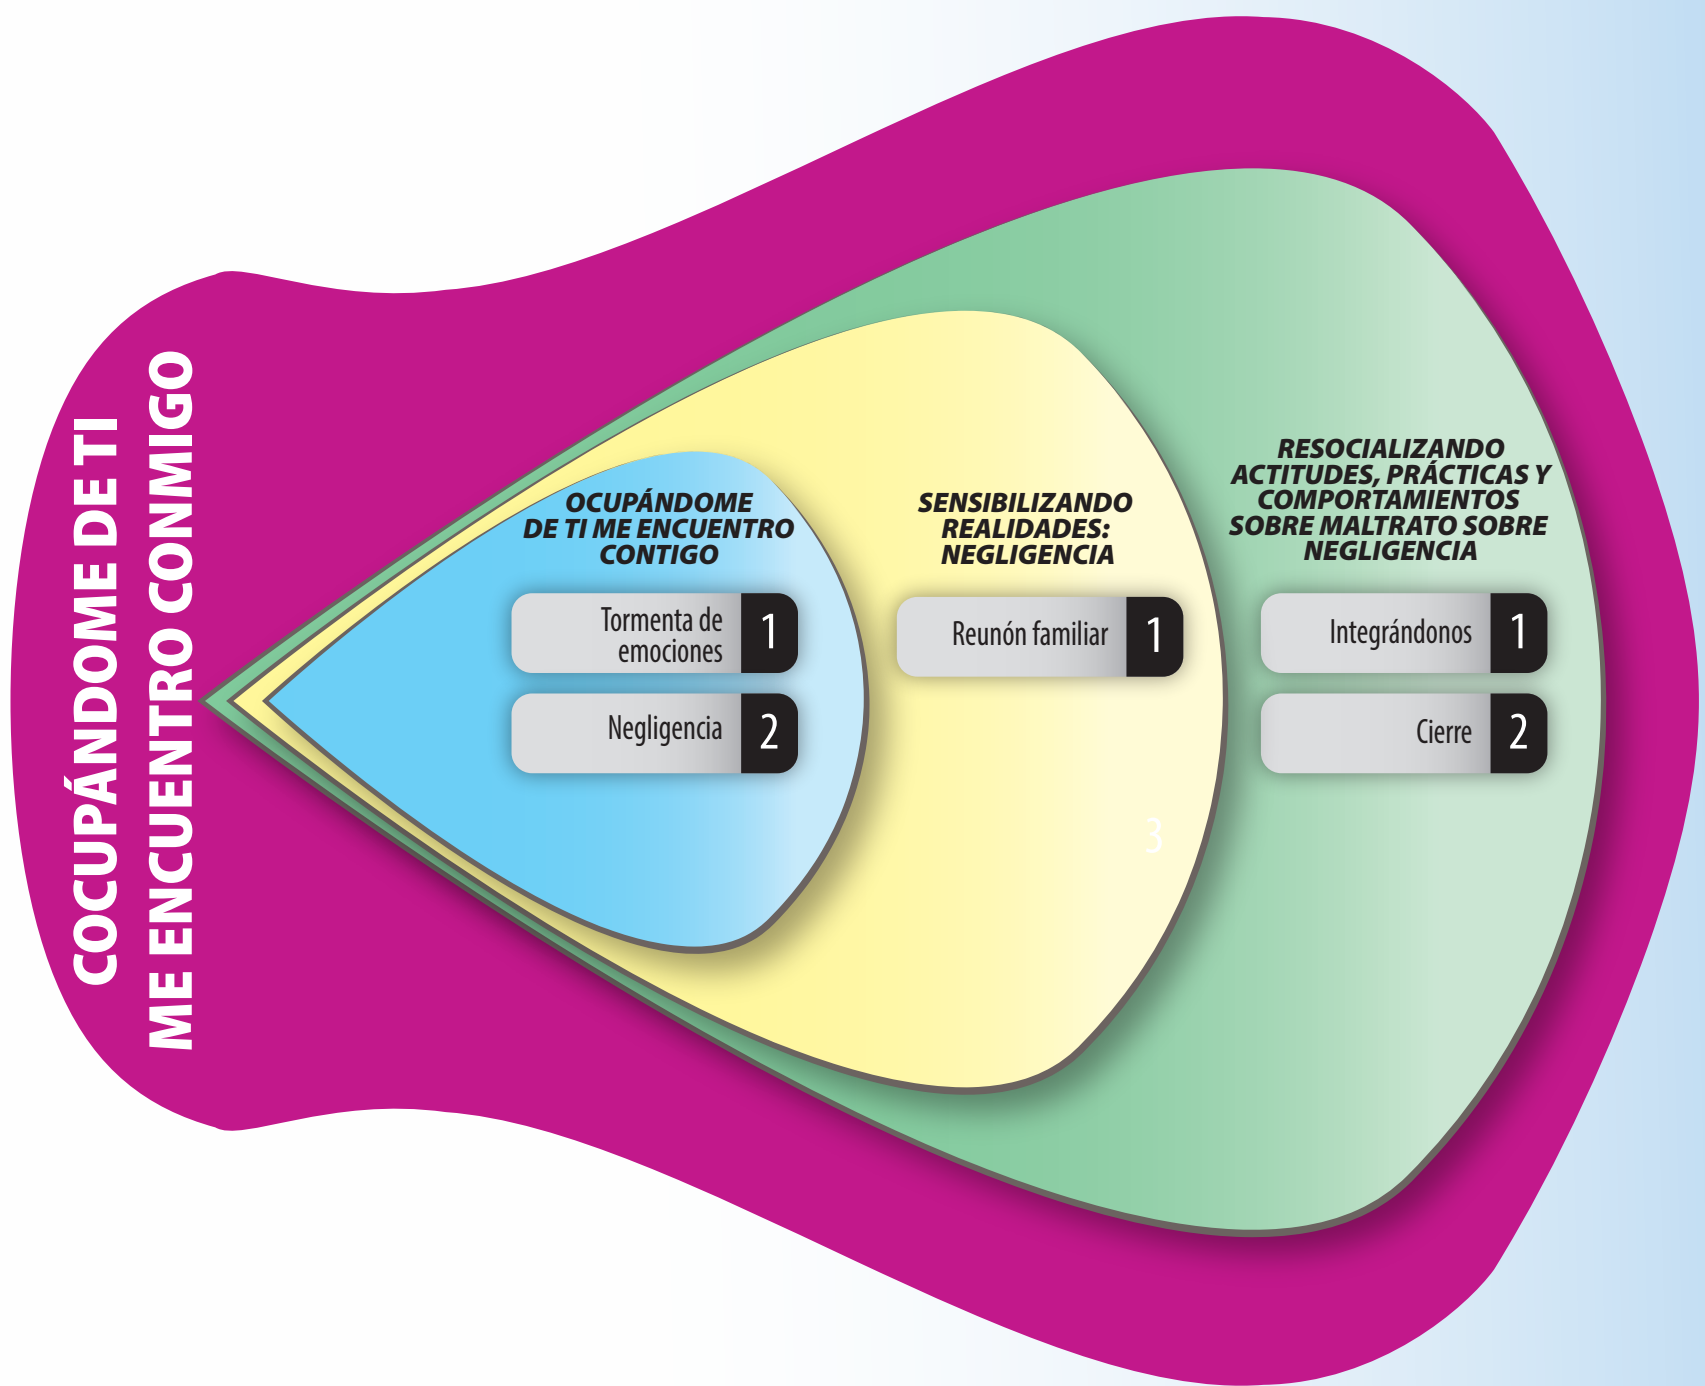 COCUPÁNDOME DE TI
ME ENCUENTRO CONMIGO
OCUPÁNDOME
DE TI ME ENCUENTRO
CONTIGO
Tormenta de
emociones
1
Negligencia
2
SENSIBILIZANDO
REALIDADES:
NEGLIGENCIA
Reunón familiar
1
3
RESOCIALIZANDO
ACTITUDES, PRÁCTICAS Y
COMPORTAMIENTOS
SOBRE MALTRATO SOBRE
NEGLIGENCIA
Integrándonos
1
Cierre
2